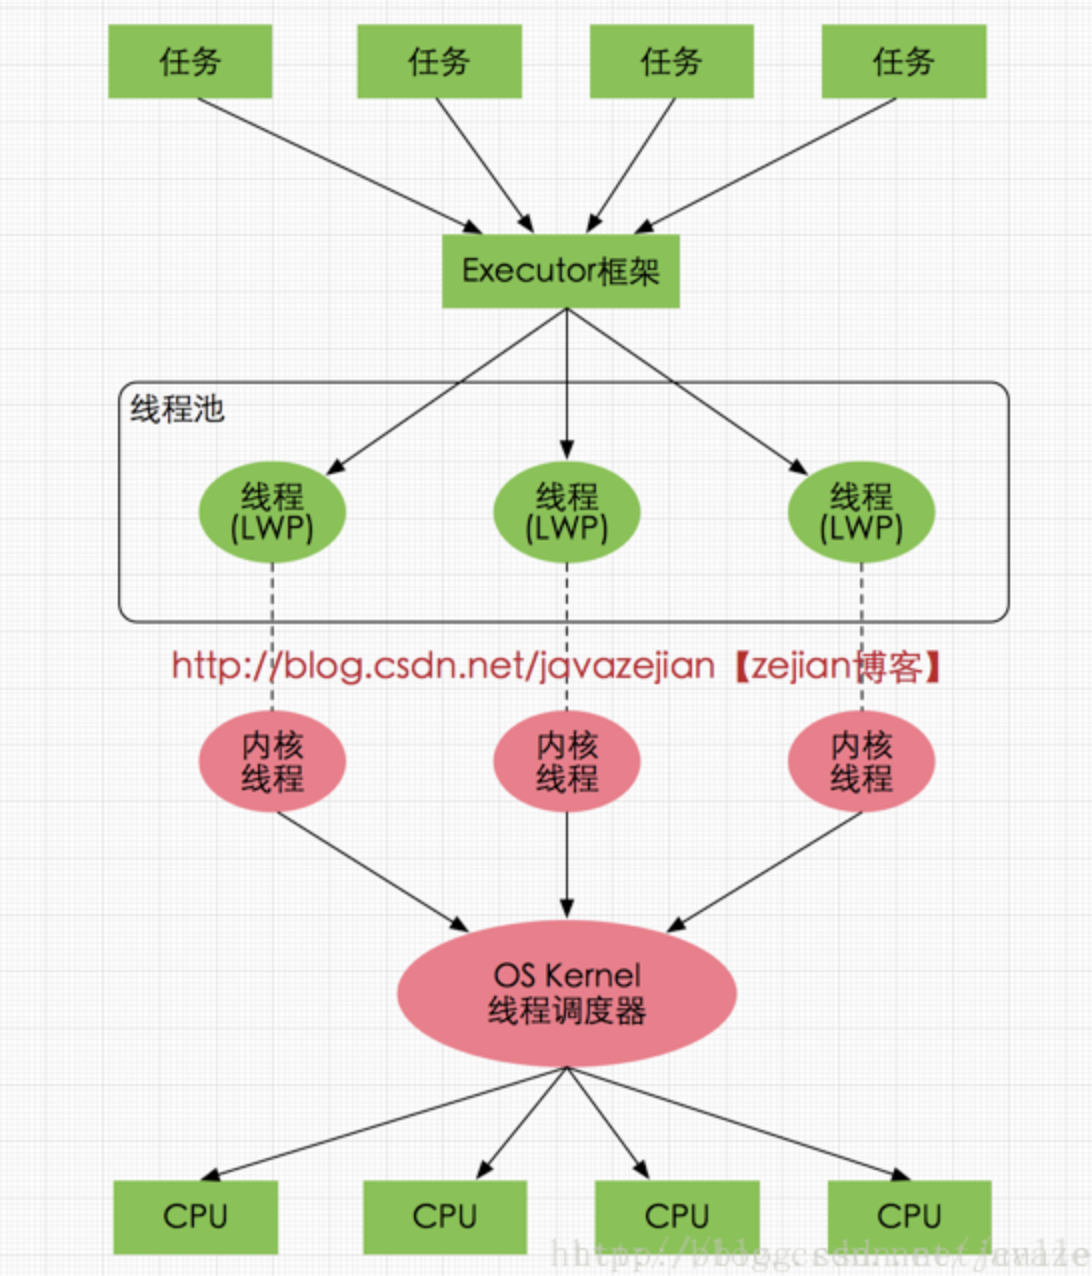 任务 任务 任务 任务
Executor框架
线程池
线程 线程 线程
(LWP) (LWP) (LWP)
http://blog.csdn.net/javazejian【zejian博客】
内核 内核 内核
线程 线程 线程
OS Kernel
线程调度器
CPU CPU CPU CPU